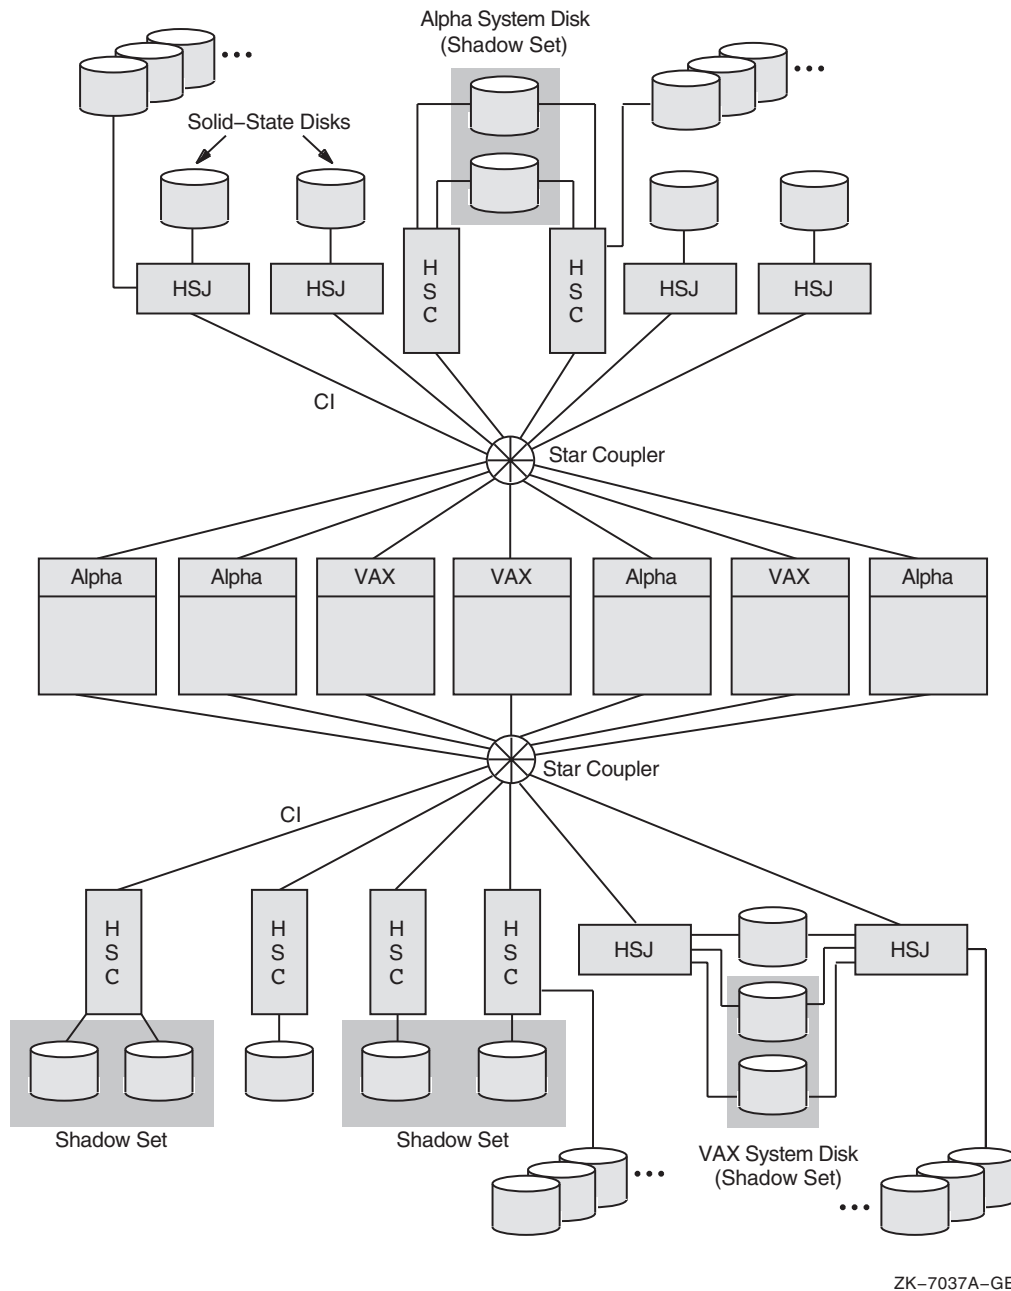 Alpha System Disk
(Shadow Set)
Solid–State Disks
HSJ
HSJ
H
S
C
H
S
C
HSJ
HSJ
CI
Star Coupler
Alpha
Alpha
VAX
VAX
Alpha
VAX
Alpha
Star Coupler
CI
H
S
C
H
S
C
H
S
C
H
S
C
HSJ
HSJ
Shadow Set
Shadow Set
VAX System Disk
(Shadow Set)
ZK–7037A–GE